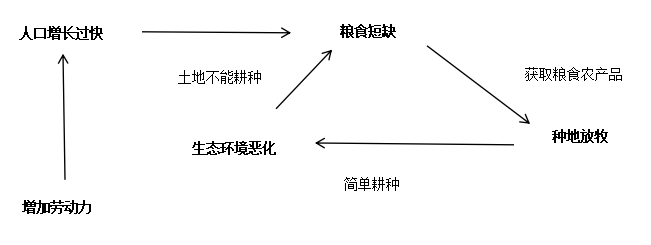 人口增长过快
粮食短缺
土地不能耕种
获取粮食农产品
生态环境恶化
种地放牧
简单耕种
增加劳动力